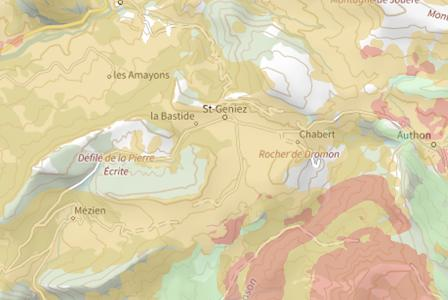 Montagne de Jouère
les Amayons
St-Geniez
la Bastide
Chabert
Authon
Défilé de la Pierre
Écrite
Rocher de Dromon
Mézien